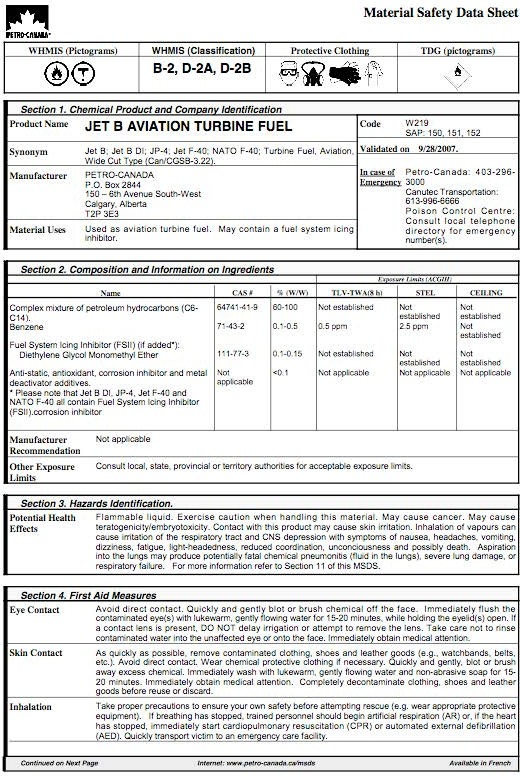 PETRO-CANADA
Material Safety Data Sheet
WHMIS (Pictograms) WHMIS (Classification) Protective Clothing TDG (pictograms)
B-2, D-2A, D-2B
Section 1. Chemical Product and Company Identification
Product Name JET B AVIATION TURBINE FUEL Code W219
SAP: 150, 151, 152
Synonym Jet B; Jet B DI; JP-4; Jet F-40; NATO F-40; Turbine Fuel, Aviation, Validated on 9/28/2007.
Wide Cut Type (Can/CGSB-3.22).
Manufacturer PETRO-CANADA
P.O. Box 2844
150 – 6th Avenue South-West
Calgary, Alberta
T2P 3E3
In case of Petro-Canada: 403-296-
Emergency 3000
Canutec Transportation:
613-996-6666
Poison Control Centre:
Consult local telephone
directory for emergency
number(s).
Material Uses Used as aviation turbine fuel. May contain a fuel system icing
inhibitor.
Section 2. Composition and Information on Ingredients
Exposure Limits (ACGIH)
Name CAS # % (W/W) TLV-TWA(8 h) STEL CEILING
Complex mixture of petroleum hydrocarbons (C6- 64741-41-9 60-100 Not established Not Not
C14). established established
Benzene 71-43-2 0.1-0.5 0.5 ppm 2.5 ppm Not
established
Fuel System Icing Inhibitor (FSII) (if added*):
Diethylene Glycol Monomethyl Ether 111-77-3 0.1-0.15 Not established Not Not
established established
Anti-static, antioxidant, corrosion inhibitor and metal Not <0.1 Not applicable Not applicable Not applicable
deactivator additives. applicable
* Please note that Jet B DI, JP-4, Jet F-40 and
NATO F-40 all contain Fuel System Icing Inhibitor
(FSII).corrosion inhibitor
Manufacturer Not applicable
Recommendation
Other Exposure Consult local, state, provincial or territory authorities for acceptable exposure limits.
Limits
Section 3. Hazards Identification.
Potential Health Flammable liquid. Exercise caution when handling this material. May cause cancer. May cause
Effects teratogenicity/embryotoxicity. Contact with this product may cause skin irritation. Inhalation of vapours can
cause irritation of the respiratory tract and CNS depression with symptoms of nausea, headaches, vomiting,
dizziness, fatigue, light-headedness, reduced coordination, unconciousness and possibly death. Aspiration
into the lungs may produce potentially fatal chemical pneumonitis (fluid in the lungs), severe lung damage, or
respiratory failure. For more information refer to Section 11 of this MSDS.
Section 4. First Aid Measures
Eye Contact Avoid direct contact. Quickly and gently blot or brush chemical off the face. Immediately flush the
contaminated eye(s) with lukewarm, gently flowing water for 15-20 minutes, while holding the eyelid(s) open. If
a contact lens is present, DO NOT delay irrigation or attempt to remove the lens. Take care not to rinse
contaminated water into the unaffected eye or onto the face. Immediately obtain medical attention.
Skin Contact As quickly as possible, remove contaminated clothing, shoes and leather goods (e.g., watchbands, belts,
etc.). Avoid direct contact. Wear chemical protective clothing if necessary. Quickly and gently, blot or brush
away excess chemical. Immediately wash with lukewarm, gently flowing water and non-abrasive soap for 15-
20 minutes. Immediately obtain medical attention. Completely decontaminate clothing, shoes and leather
goods before reuse or discard.
Inhalation Take proper precautions to ensure your own safety before attempting rescue (e.g. wear appropriate protective
equipment). If breathing has stopped, trained personnel should begin artificial respiration (AR) or, if the heart
has stopped, immediately start cardiopulmonary resuscitation (CPR) or automated external defibrillation
(AED). Quickly transport victim to an emergency care facility.
Continued on Next Page Internet: www.petro-canada.ca/msds Available in French